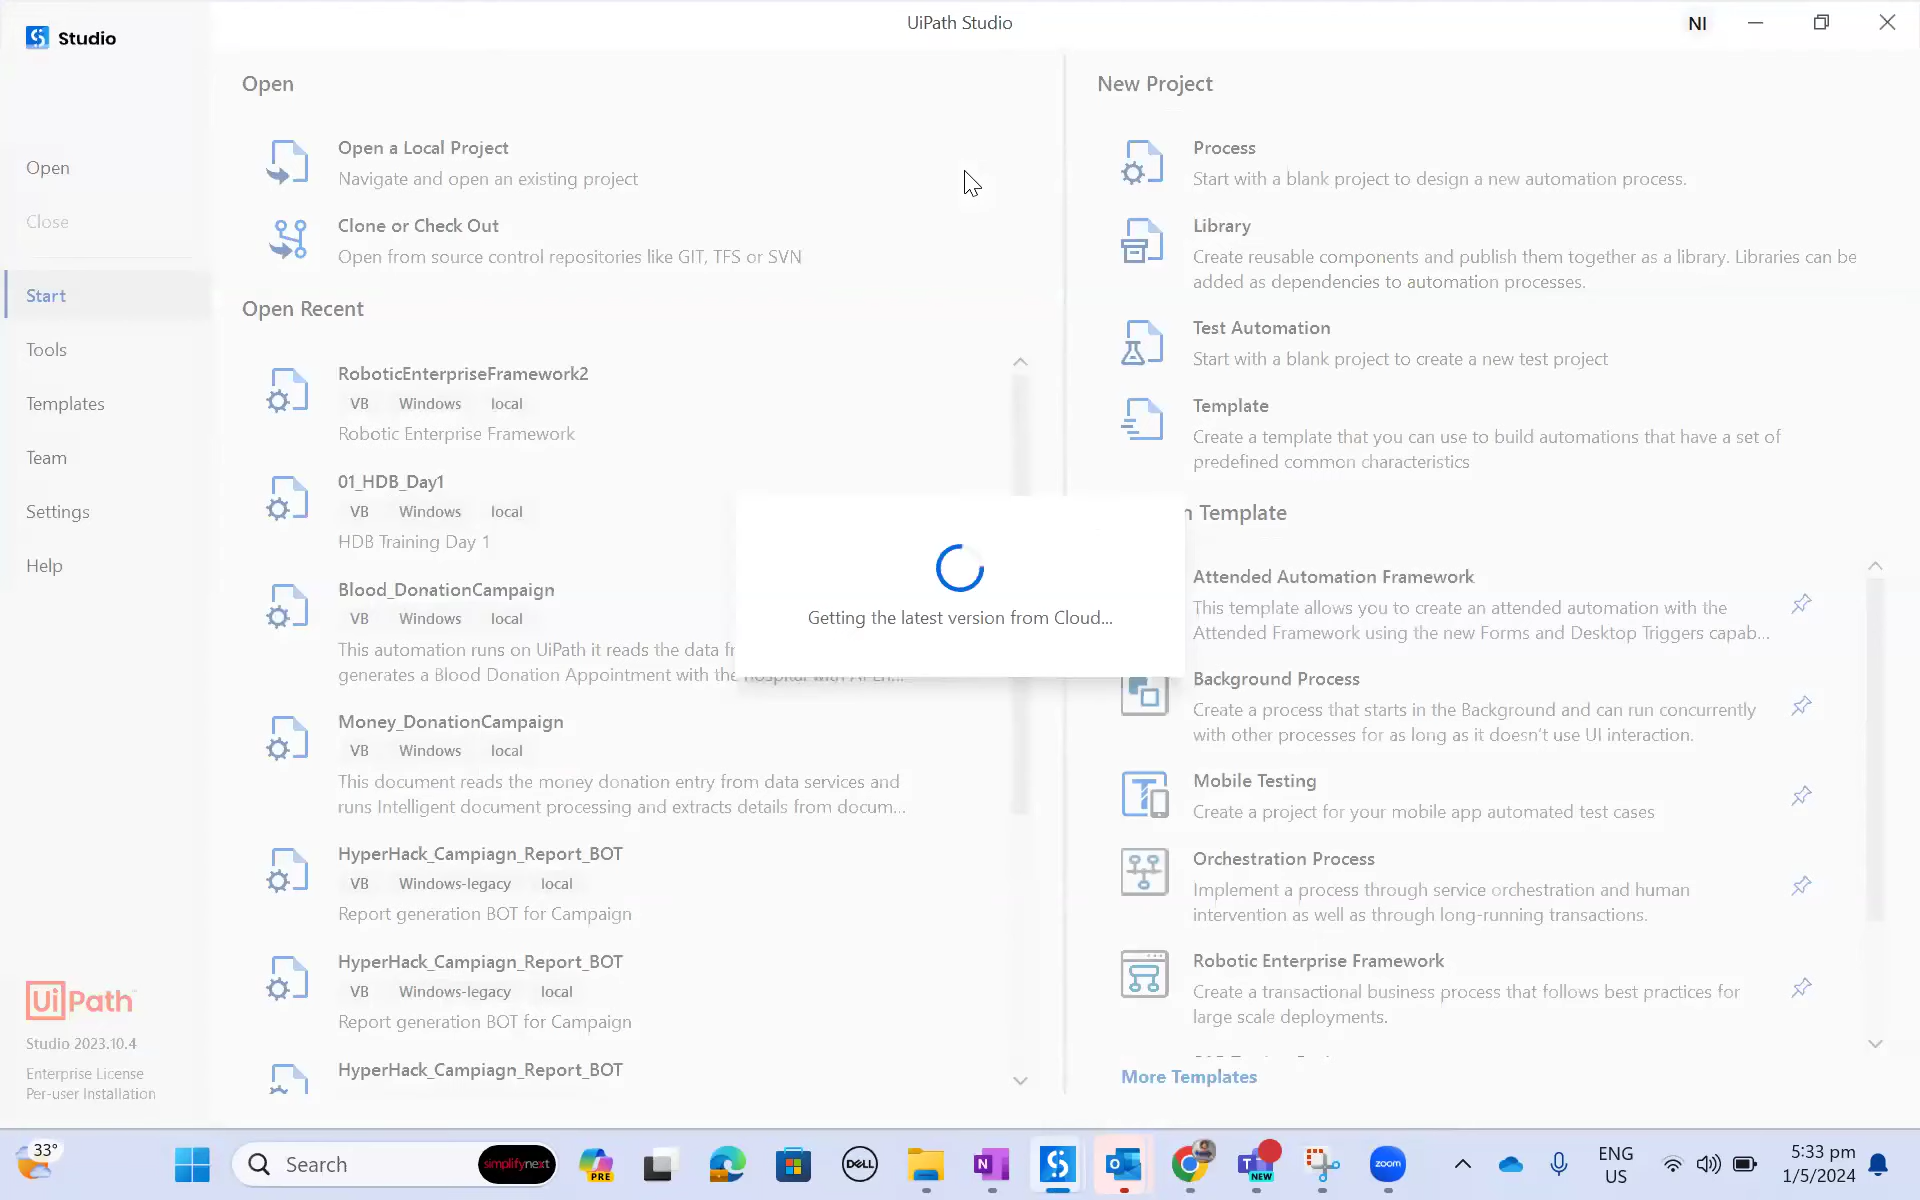 Studio
UiPath Studio
NI
Open
Close
Start
Tools
Templates
Team
Settings
Help
UiPath
Studio 2023.10.4
Enterprise License
Per-user Installation
Open
Open a Local Project
Navigate and open an existing project
Clone or Check Out
Open from source control repositories like GIT, TFS or SVN
Open Recent
RoboticEnterpriseFramework2
VB Windows local
Robotic Enterprise Framework
01_HDB_Day1
VB Windows local
HDB Training Day 1
Blood_DonationCampaign
VB Windows local
This automation runs on UiPath it reads the data
generates a Blood Donation Appointment with the hospital with
Money_DonationCampaign
VB Windows local
This document reads the money donation entry from data services and
runs Intelligent document processing and extracts details from docum...
HyperHack_Campiagn_Report_BOT
VB Windows-legacy local
Report generation BOT for Campaign
HyperHack_Campiagn_Report_BOT
VB Windows-legacy local
Report generation BOT for Campaign
HyperHack_Campiagn_Report_BOT
Getting the latest version from Cloud...
New Project
Process
Start with a blank project to design a new automation process.
Library
Create reusable components and publish them together as a library. Libraries can be
added as dependencies to automation processes.
Test Automation
Start with a blank project to create a new test project
Template
Create a template that you can use to build automations that have a set of
predefined common characteristics
Template
Attended Automation Framework
This template allows you to create an attended automation with the
Attended Framework using the new Forms and Desktop Triggers capab...
Background Process
Create a process that starts in the Background and can run concurrently
with other processes for as long as it doesn't use UI interaction.
Mobile Testing
Create a project for your mobile app automated test cases
Orchestration Process
Implement a process through service orchestration and human
intervention as well as through long-running transactions.
Robotic Enterprise Framework
Create a transactional business process that follows best practices for
large scale deployments.
More Templates
33°
Search
simplifynext
PRE
DELL
N
NEW
zoom
ENG
US
5:33 pm
1/5/2024